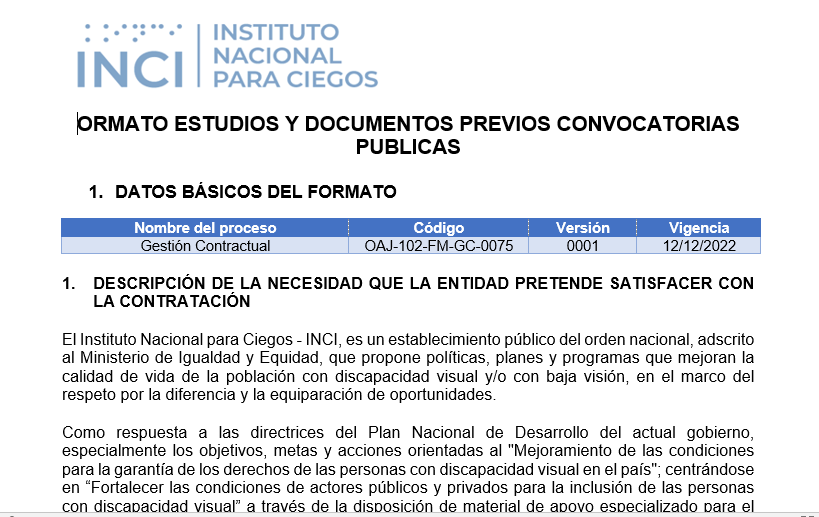 INCI
INSTITUTO
NACIONAL
PARA CIEGOS
ORMATO ESTUDIOS Y DOCUMENTOS PREVIOS CONVOCATORIAS
PUBLICAS
1. DATOS BÁSICOS DEL FORMATO
Nombre del proceso Código Versión Vigencia
Gestión Contractual OAJ-102-FM-GC-0075 0001 12/12/2022
1. DESCRIPCIÓN DE LA NECESIDAD QUE LA ENTIDAD PRETENDE SATISFACER CON
LA CONTRATACIÓN
El Instituto Nacional para Ciegos - INCI, es un establecimiento público del orden nacional, adscrito
al Ministerio de Igualdad y Equidad, que propone políticas, planes y programas que mejoran la
calidad de vida de la población con discapacidad visual y/o con baja visión, en el marco del
respeto por la diferencia y la equiparación de oportunidades.
Como respuesta a las directrices del Plan Nacional de Desarrollo del actual gobierno,
especialmente los objetivos, metas y acciones orientadas al "Mejoramiento de las condiciones
para la garantía de los derechos de las personas con discapacidad visual en el país"; centrándose
en “Fortalecer las condiciones de actores públicos y privados para la inclusión de las personas
con discapacidad visual” a través de la disposición de material de apoyo especializado para el